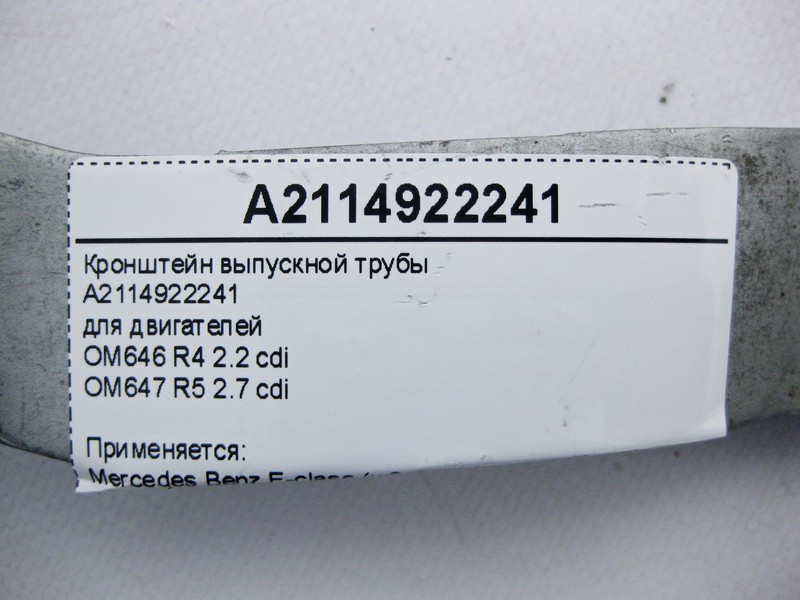 A2114922241
Кронштейн выпускной трубы
A2114922241
для двигателей
OM646 R4 2.2 cdi
OM647 R5 2.7 cdi
Применяется:
Mercedes Benz E-class